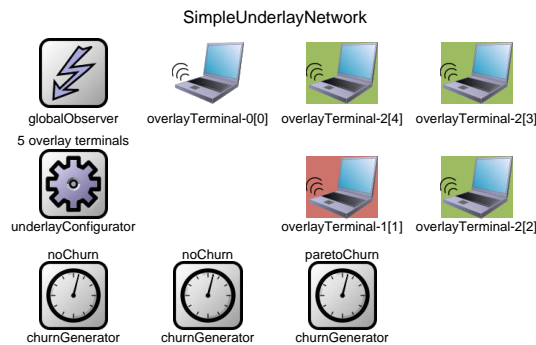 SimpleUnderlayNetwork
globalObserver
overlayTerminal-0[0]
overlayTerminal-2[4]
overlayTerminal-2[3]
5 overlay terminals
underlayConfigurator
overlayTerminal-1[1]
overlayTerminal-2[2]
noChurn
noChurn
paretoChurn
churnGenerator
churnGenerator
churnGenerator